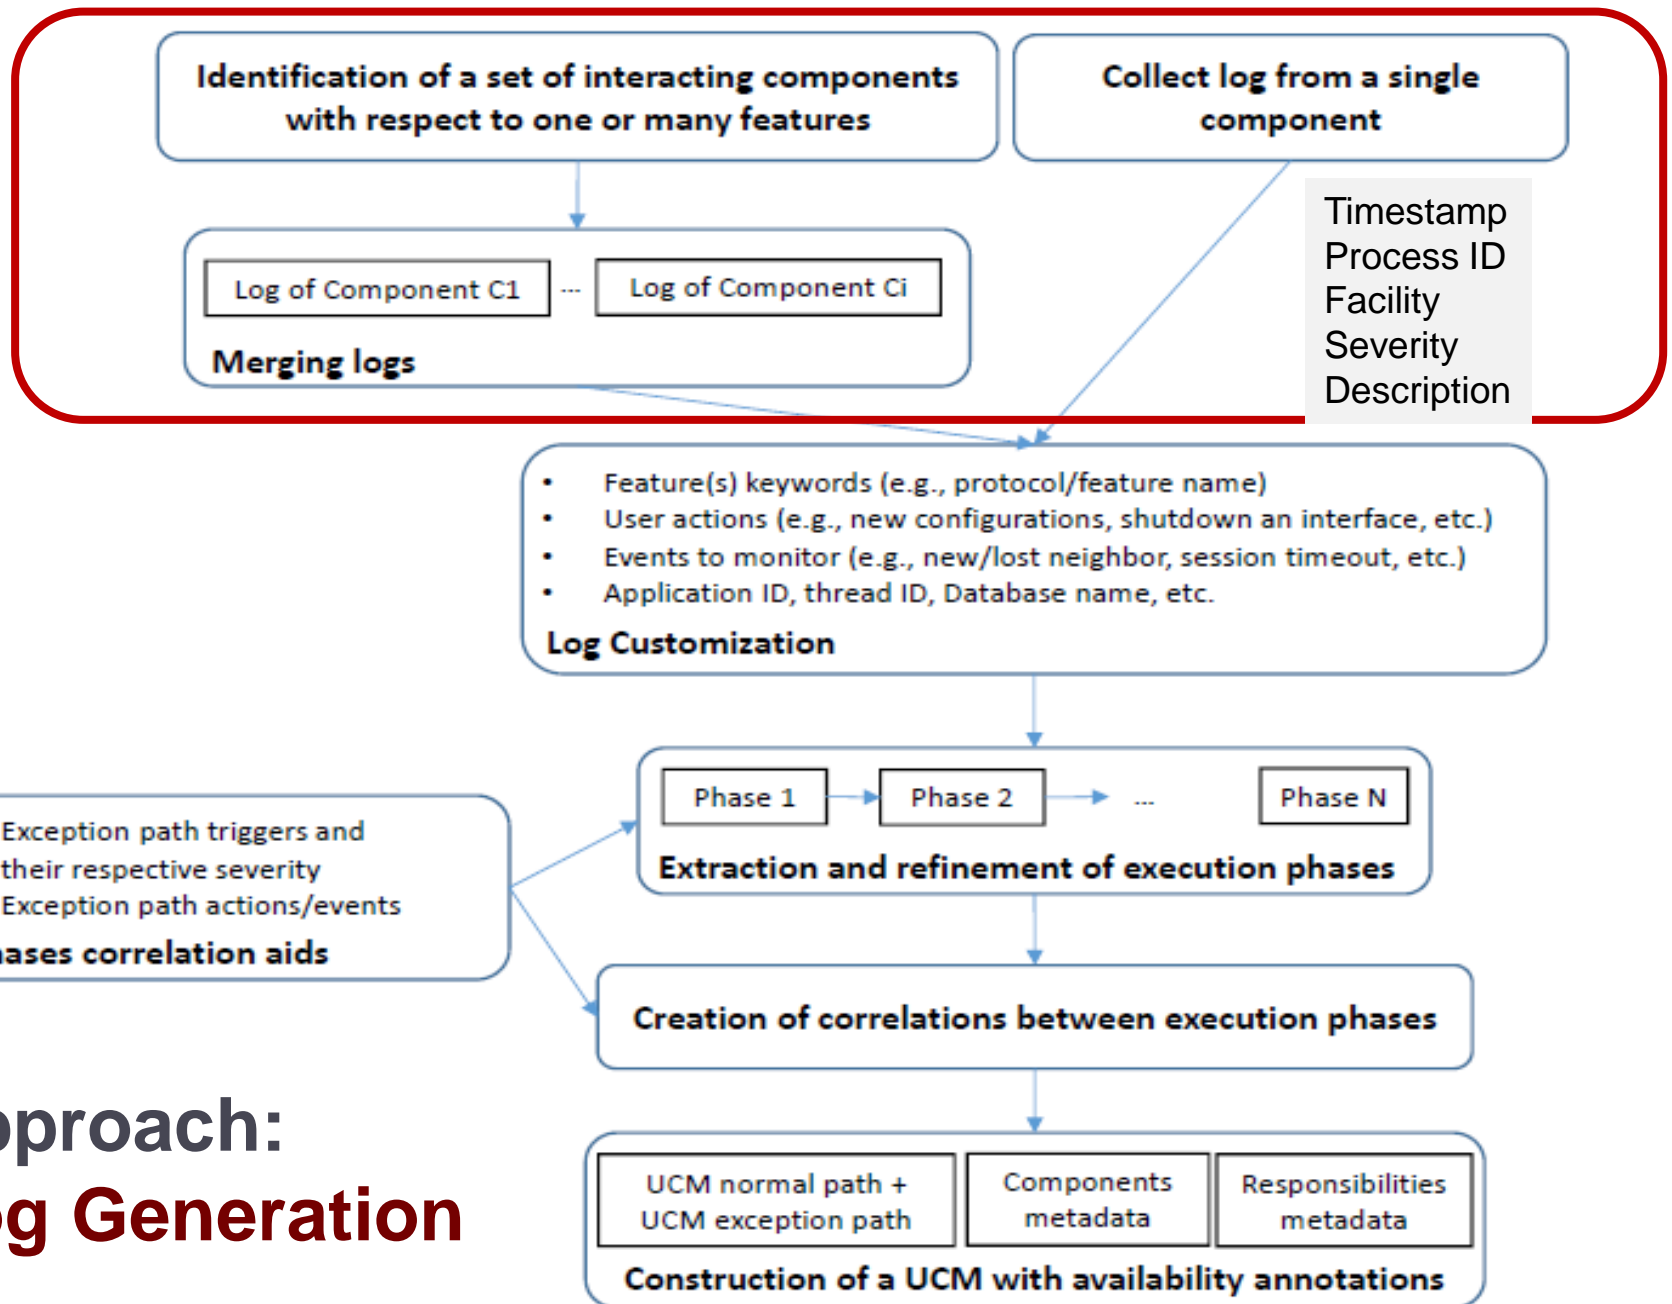 Identification of a set of interacting components
with respect to one or many features
Collect log from a single
component
Timestamp
Process ID
Facility
Severity
Description
Log of Component C1
...
Log of Component Ci
Merging logs
• Feature(s) keywords (e.g., protocol/feature name)
• User actions (e.g., new configurations, shutdown an interface, etc.)
• Events to monitor (e.g., new/lost neighbor, session timeout, etc.)
• Application ID, thread ID, Database name, etc.
Log Customization
Phase 1
Phase 2
...
Phase N
Extraction and refinement of execution phases
Exception path triggers and
their respective severity
Exception path actions/events
hases correlation aids
Creation of correlations between execution phases
pproach:
og Generation
UCM normal path +
UCM exception path
Components
metadata
Responsibilities
metadata
Construction of a UCM with availability annotations